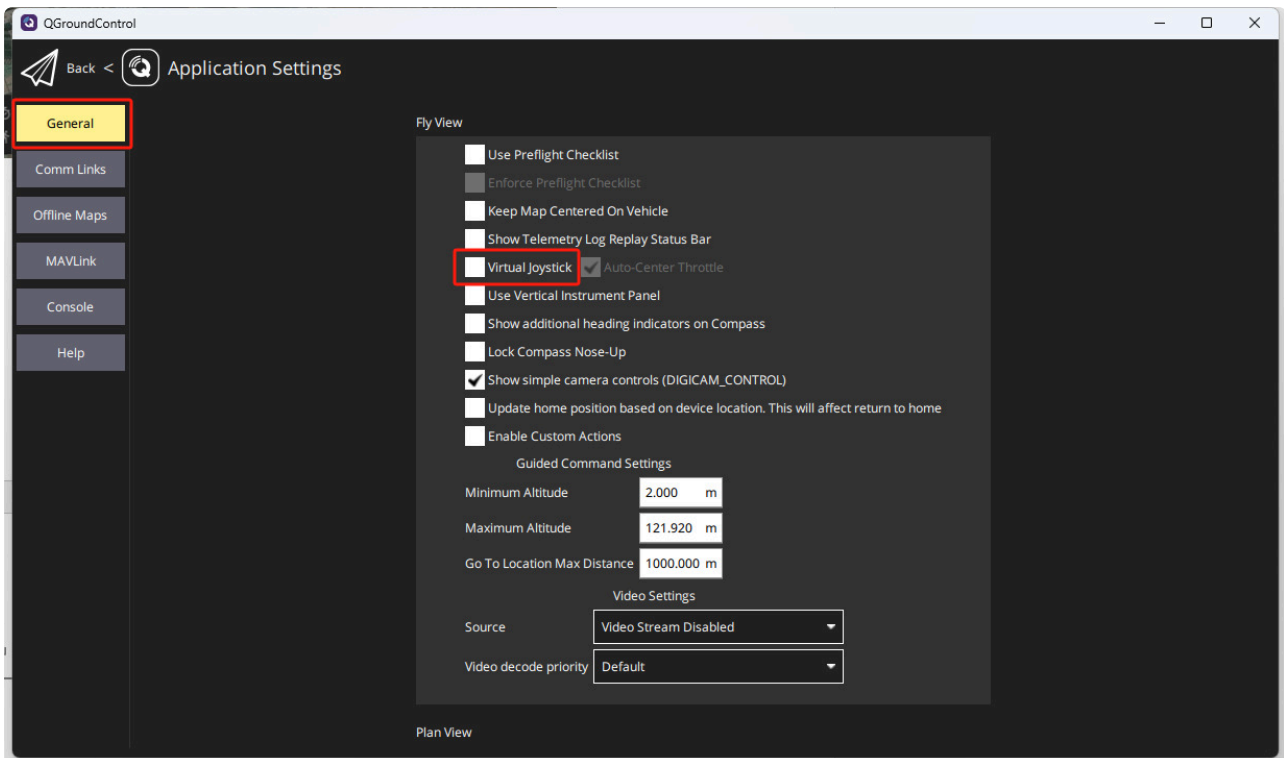 QGroundControl
Back < Application Settings
General
Comm Links
Offline Maps
MAVLink
Console
Help
Fly View
Use Preflight Checklist
Enforce Preflight Checklist
Keep Map Centered On Vehicle
Show Telemetry Log Replay Status Bar
Virtual Joystick Auto-Center Throttle
Use Vertical Instrument Panel
Show additional heading indicators on Compass
Lock Compass Nose-Up
Show simple camera controls (DIGICAM_CONTROL)
Update home position based on device location. This will affect return to home
Enable Custom Actions
Guided Command Settings
Minimum Altitude 2.000 m
Maximum Altitude 121.920 m
Go To Location Max Distance 1000.000 m
Video Settings
Source Video Stream Disabled
Video decode priority Default
Plan View